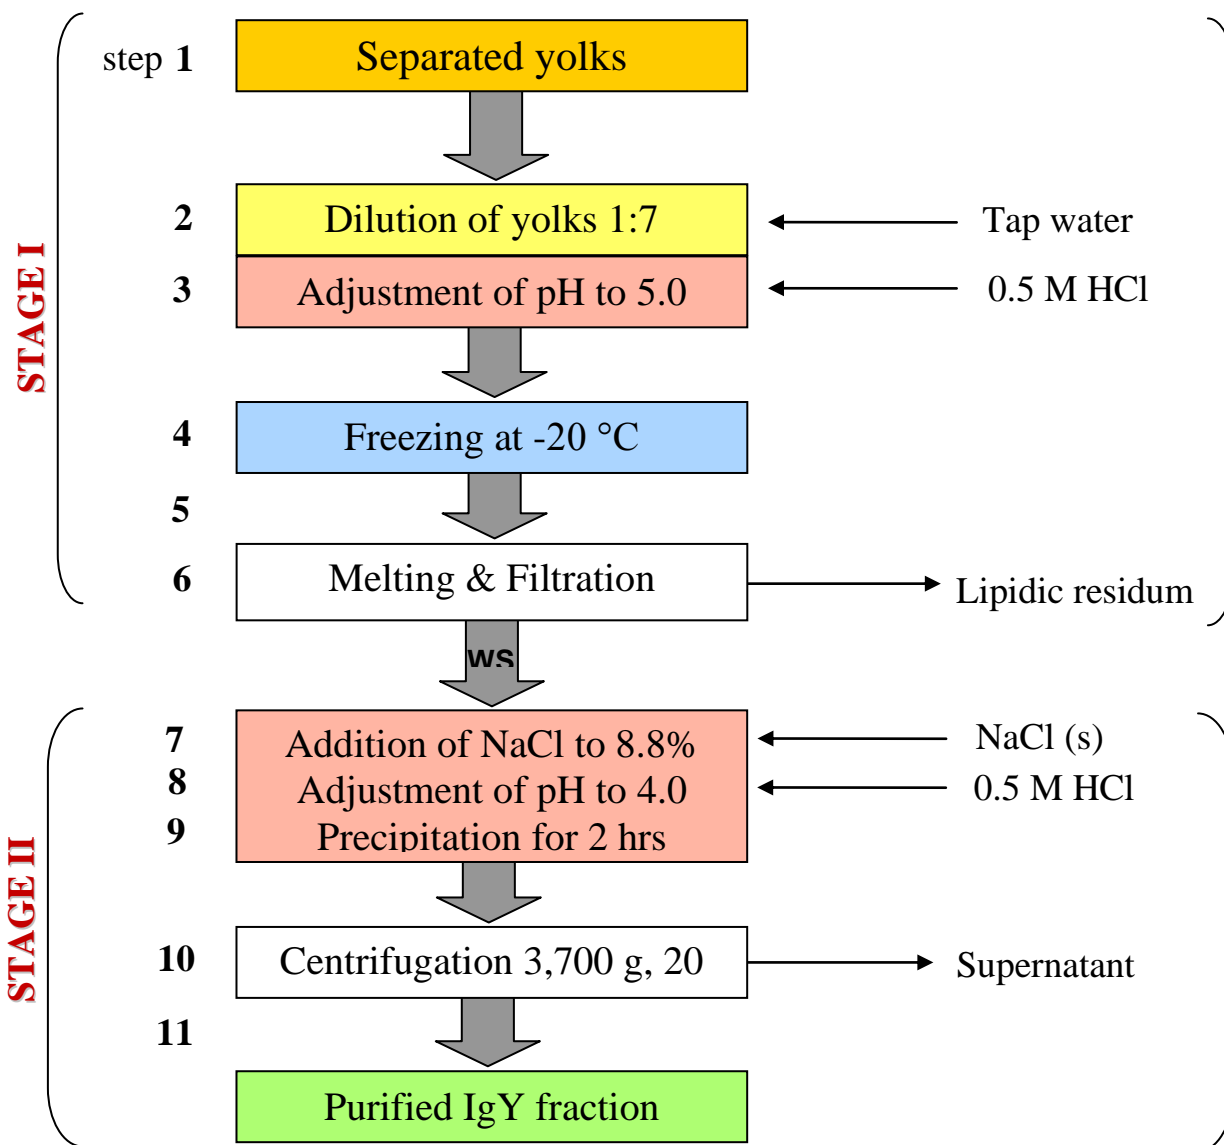 step 1 Separated yolks
2 Dilution of yolks 1:7 Tap water
3 Adjustment of pH to 5.0 0.5 M HCl
STAGE I
4 Freezing at -20 °C
5
6 Melting & Filtration Lipidic residum
ws
7 Addition of NaCl to 8.8% NaCl (s)
8 Adjustment of pH to 4.0 0.5 M HCl
9 Precipitation for 2 hrs
STAGE II
10 Centrifugation 3,700 g, 20 Supernatant
11
Purified IgY fraction